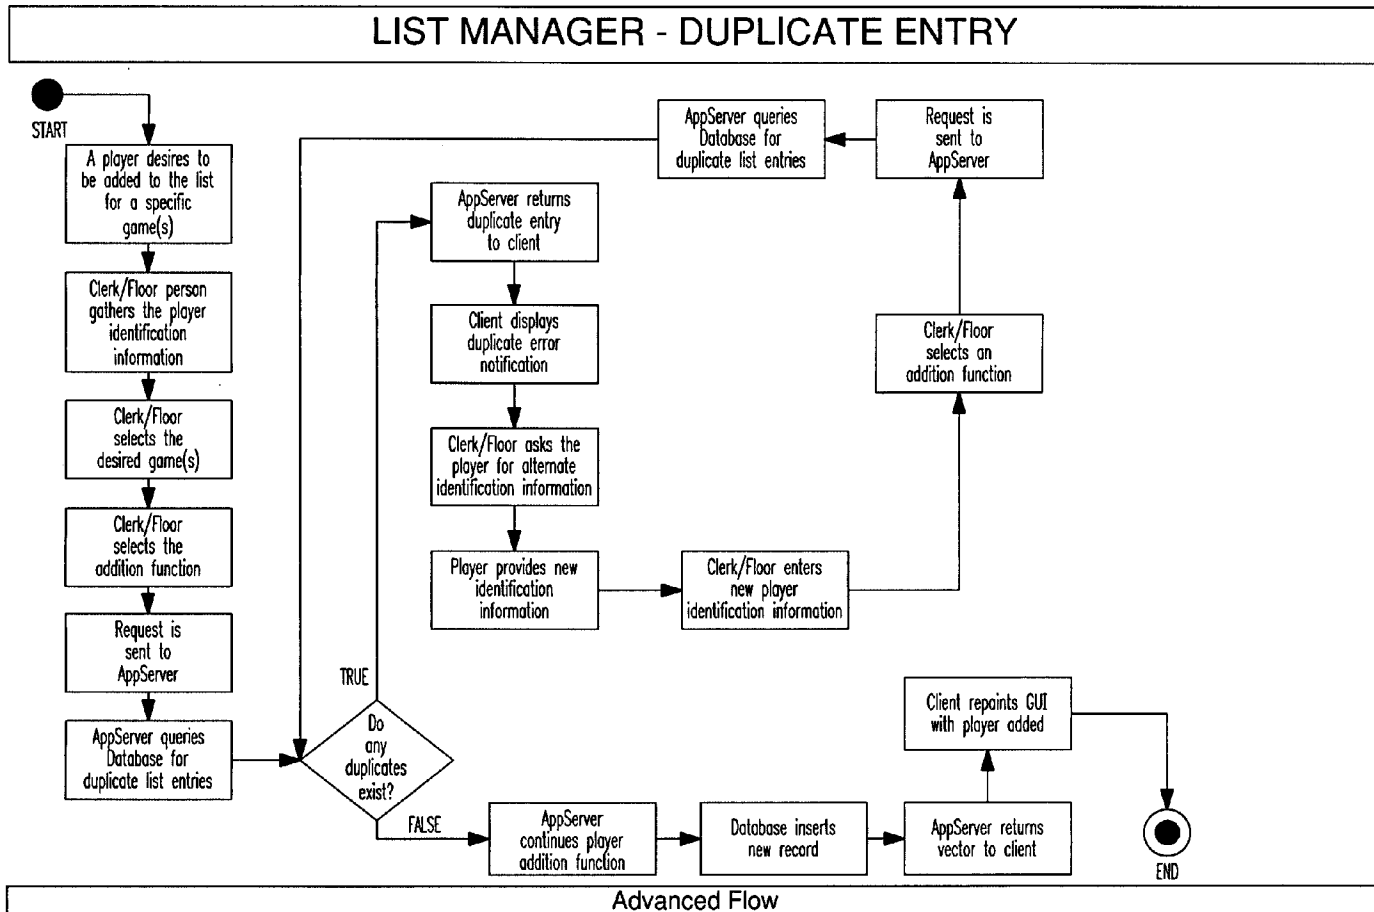 LIST MANAGER - DUPLICATE ENTRY
START
A player desires to
be added to the list
for a specific
game(s)
Clerk/Floor person
gathers the player
identification
information
Clerk/Floor
selects the
desired game(s)
Clerk/Floor
selects the
addition function
Request is
sent to
AppServer
AppServer queries
Database for
duplicate list entries
Do
any
duplicates
exist?
TRUE
AppServer returns
duplicate entry
to client
Client displays
duplicate error
notification
Clerk/Floor asks the
player for alternate
identification information
Player provides new
identification
information
Clerk/Floor enters
new player
identification information
Clerk/Floor
selects an
addition function
Request is
sent to
AppServer
AppServer queries
Database for
duplicate list entries
FALSE
AppServer
continues player
addition function
Database inserts
new record
AppServer returns
vector to client
Client repaints GUI
with player added
END
Advanced Flow